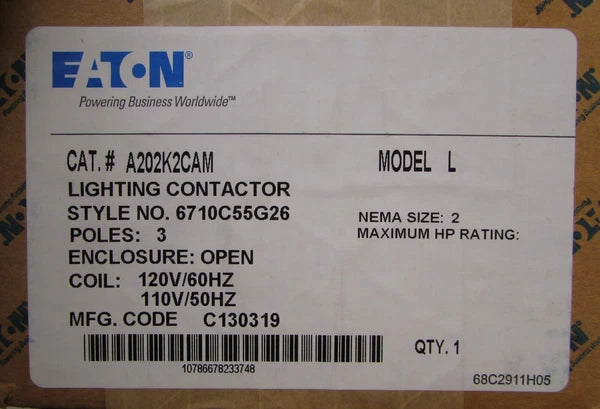 EATON®
Powering Business Worldwide™
CAT. # A202K2CAM MODEL L
LIGHTING CONTACTOR
STYLE NO. 6710C55G26
NEMA SIZE: 2
POLES: 3
MAXIMUM HP RATING:
ENCLOSURE: OPEN
COIL: 120V/60HZ
110V/50HZ
MFG. CODE C130319
QTY. 1
10786678233748
68C2911H05